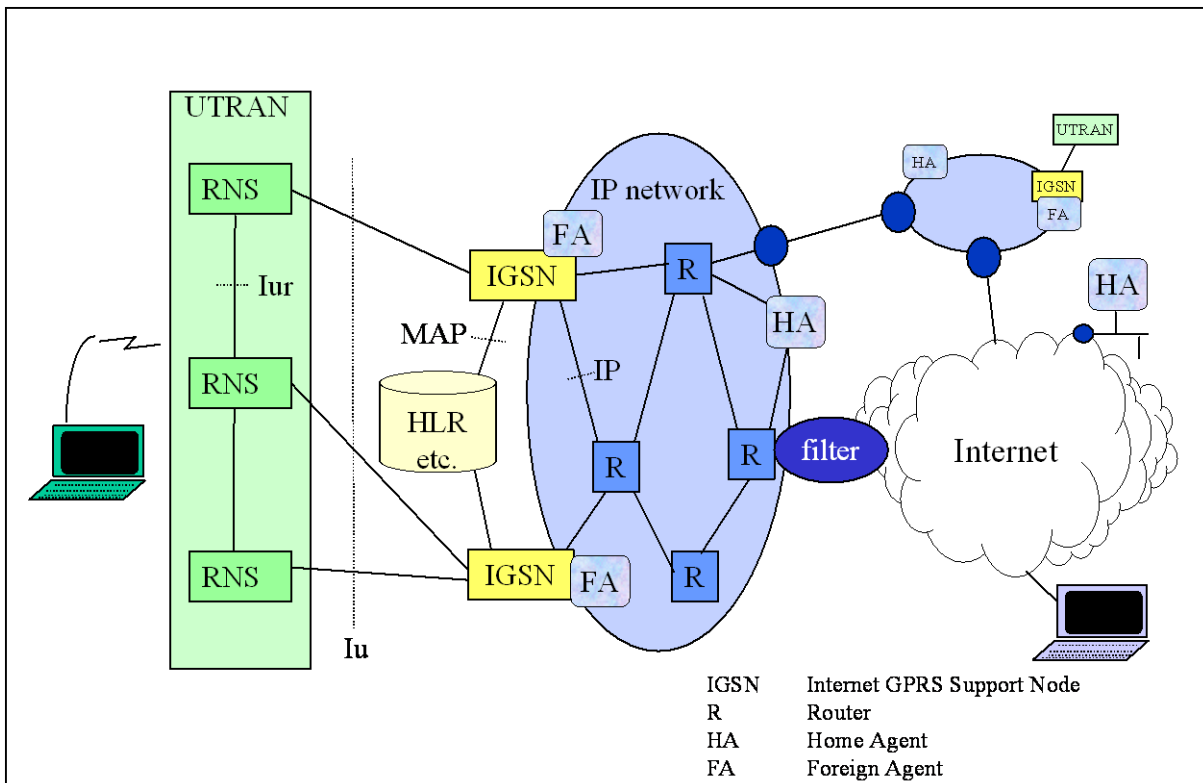 UTRAN
RNS
Iur
RNS
RNS
Iu
IP network
FA
IGSN
R
MAP
IP
HLR
etc.
HA
R
R
filter
IGSN
FA
R
HA
UTRAN
IGSN
FA
HA
Internet
IGSN Internet GPRS Support Node
R Router
HA Home Agent
FA Foreign Agent